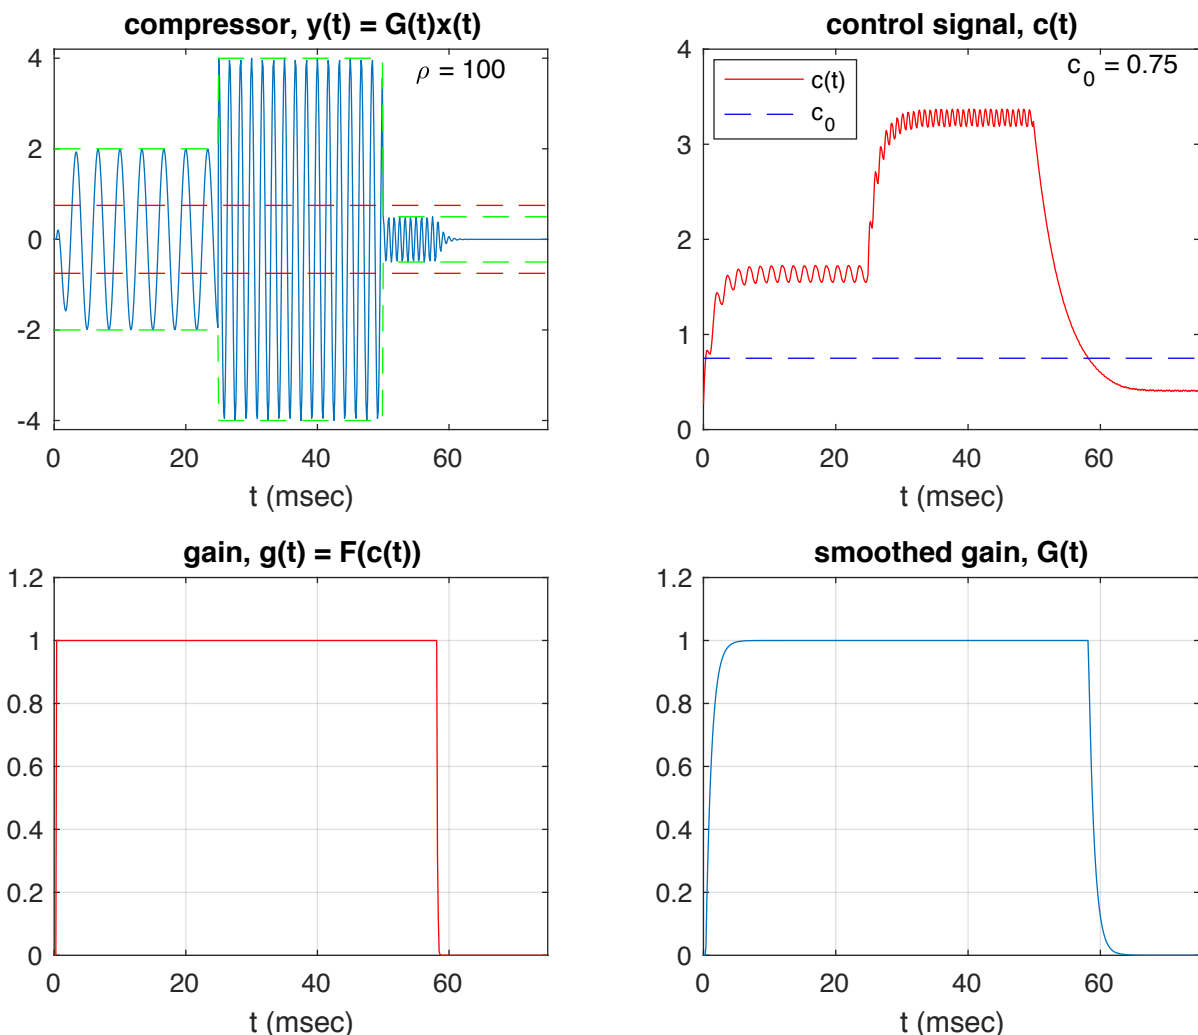 compressor, y(t) = G(t)x(t)
ρ = 100
4
2
0
-2
-4
0 20 40 60
t (msec)
control signal, c(t)
c(t)
c0
c0 = 0.75
4
3
2
1
0
0 20 40 60
t (msec)
gain, g(t) = F(c(t))
1.2
1
0.8
0.6
0.4
0.2
0
0 20 40 60
t (msec)
smoothed gain, G(t)
1.2
1
0.8
0.6
0.4
0.2
0
0 20 40 60
t (msec)